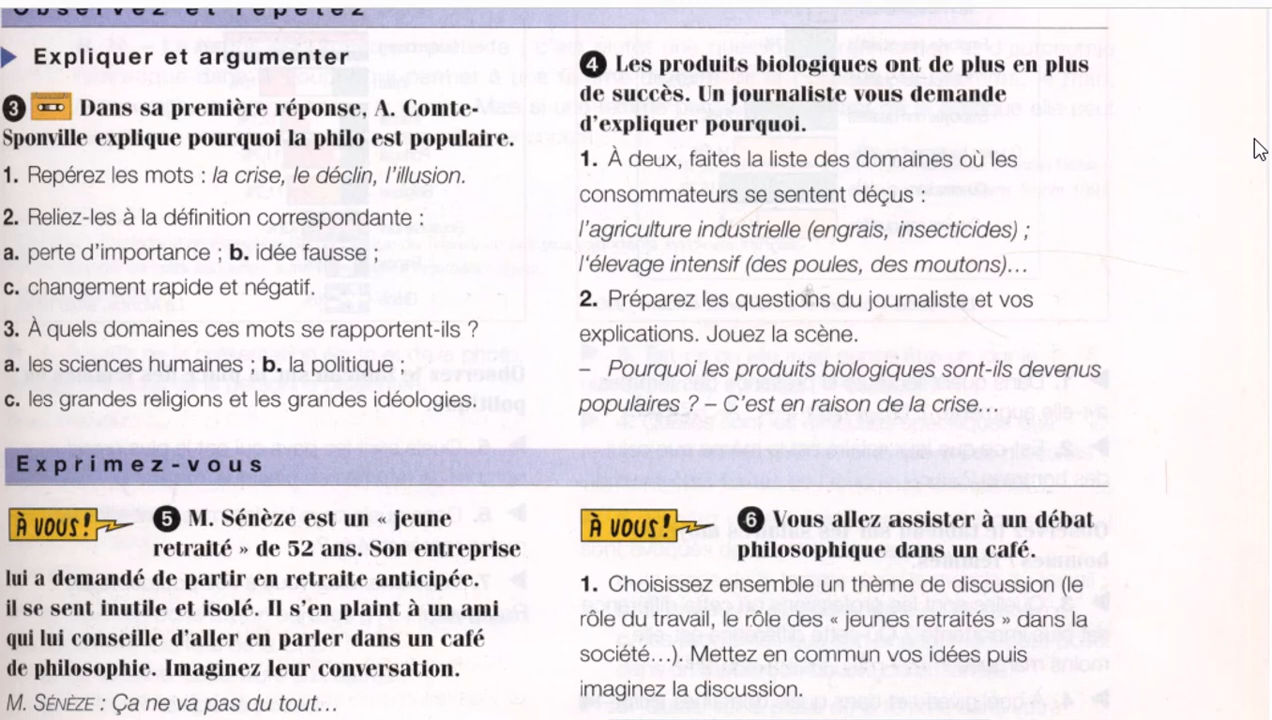 Observez et répétez
Expliquer et argumenter
3 Dans sa première réponse, A. Comte-
Sponville explique pourquoi la philo est populaire.
1. Repérez les mots : la crise, le déclin, l'illusion.
2. Reliez-les à la définition correspondante :
a. perte d'importance ; b. idée fausse ;
c. changement rapide et négatif.
3. À quels domaines ces mots se rapportent-ils ?
a. les sciences humaines ; b. la politique ;
c. les grandes religions et les grandes idéologies.
4 Les produits biologiques ont de plus en plus
de succès. Un journaliste vous demande
d'expliquer pourquoi.
1. À deux, faites la liste des domaines où les
consommateurs se sentent déçus :
l'agriculture industrielle (engrais, insecticides) ;
l'élevage intensif (des poules, des moutons)...
2. Préparez les questions du journaliste et vos
explications. Jouez la scène.
– Pourquoi les produits biologiques sont-ils devenus
populaires ? – C'est en raison de la crise...
Exprimez-vous
À VOUS! 5 M. Sénèze est un « jeune
retraité » de 52 ans. Son entreprise
lui a demandé de partir en retraite anticipée.
il se sent inutile et isolé. Il s'en plaint à un ami
qui lui conseille d'aller en parler dans un café
de philosophie. Imaginez leur conversation.
M. SÉNÈZE : Ça ne va pas du tout...
À VOUS! 6 Vous allez assister à un débat
philosophique dans un café.
1. Choisissez ensemble un thème de discussion (le
rôle du travail, le rôle des « jeunes retraités » dans la
société...). Mettez en commun vos idées puis
imaginez la discussion.